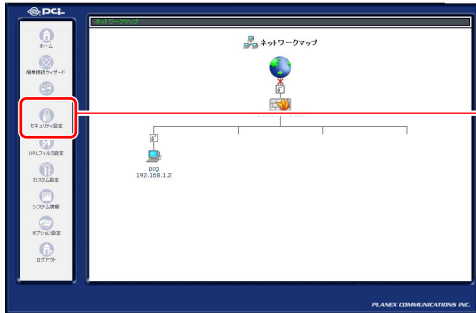 PCi
ネットワークマップ
ネットワークマップ
ホーム
簡単接続ウィザード
セキュリティ設定
URLフィルタ設定
カスタム設定
システム情報
オプション設定
ログアウト
pcg
192.168.1.2
PLANEX COMMUNICATIONS INC.